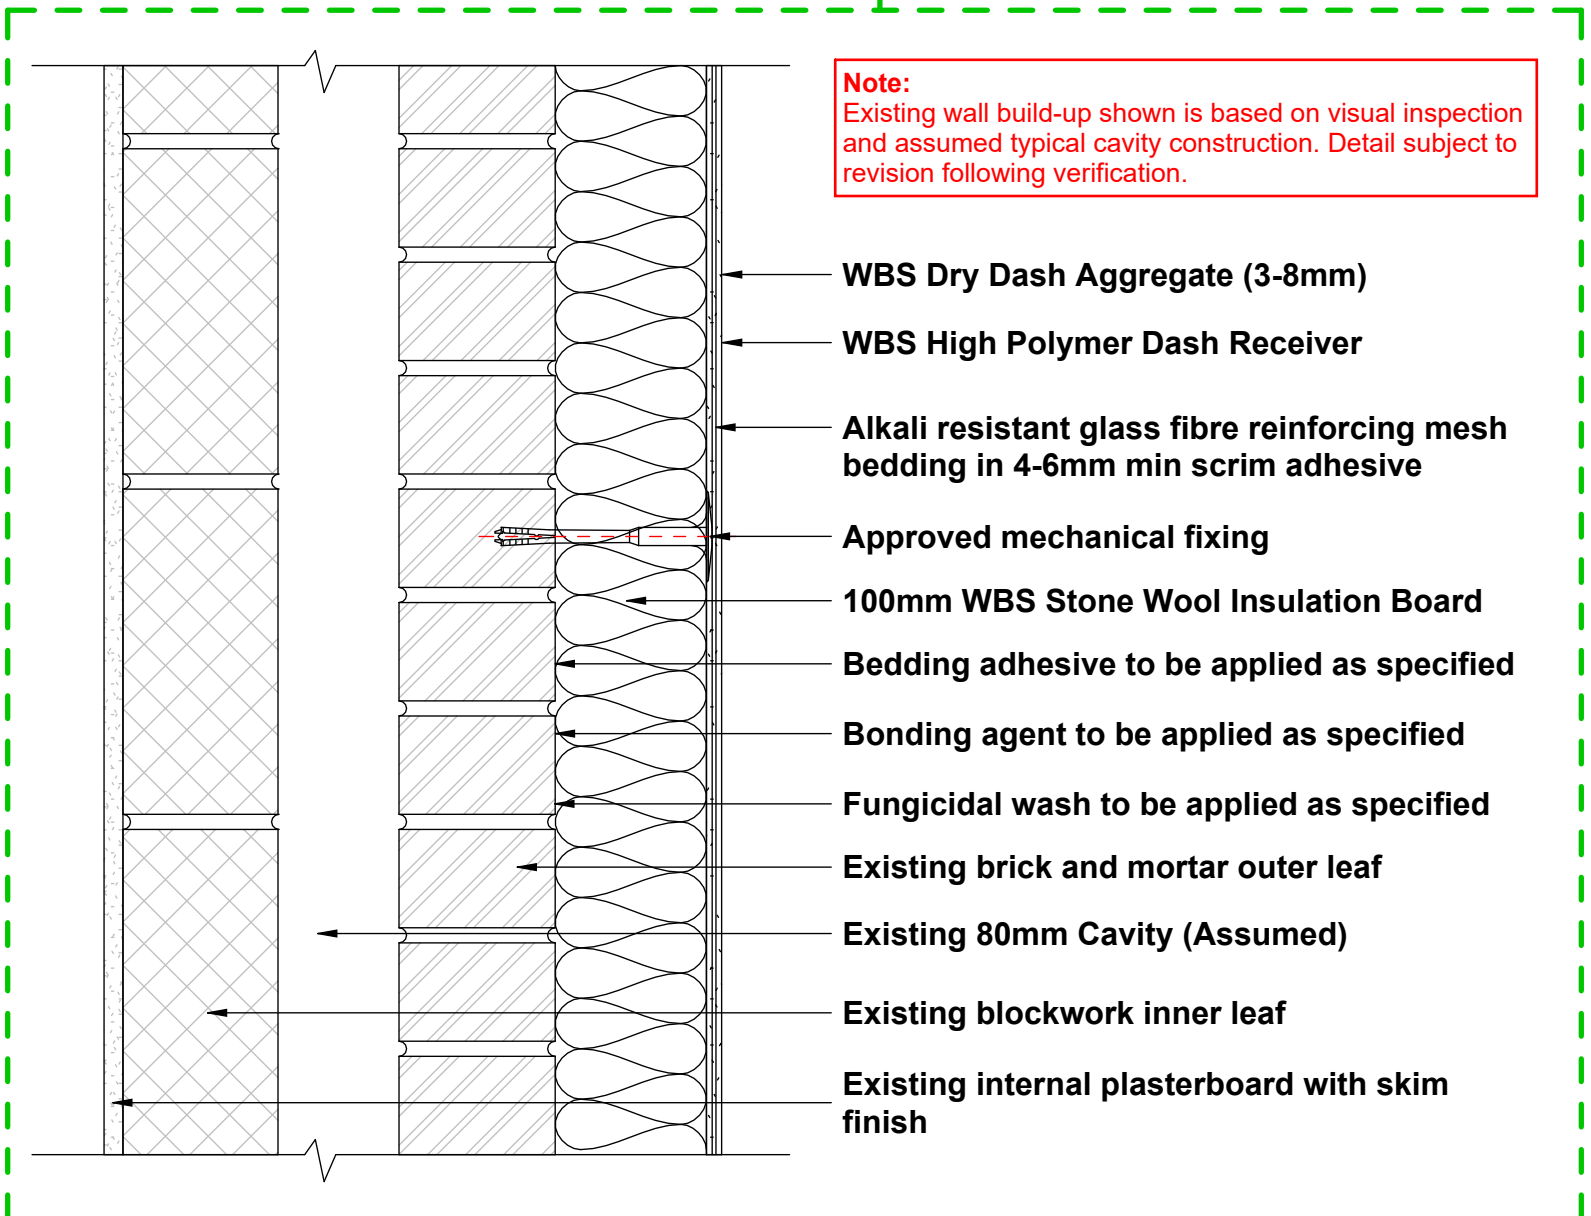 Note:
Existing wall build-up shown is based on visual inspection
and assumed typical cavity construction. Detail subject to
revision following verification.
WBS Dry Dash Aggregate (3-8mm)
WBS High Polymer Dash Receiver
Alkali resistant glass fibre reinforcing mesh
bedding in 4-6mm min scrim adhesive
Approved mechanical fixing
100mm WBS Stone Wool Insulation Board
Bedding adhesive to be applied as specified
Bonding agent to be applied as specified
Fungicidal wash to be applied as specified
Existing brick and mortar outer leaf
Existing 80mm Cavity (Assumed)
Existing blockwork inner leaf
Existing internal plasterboard with skim
finish